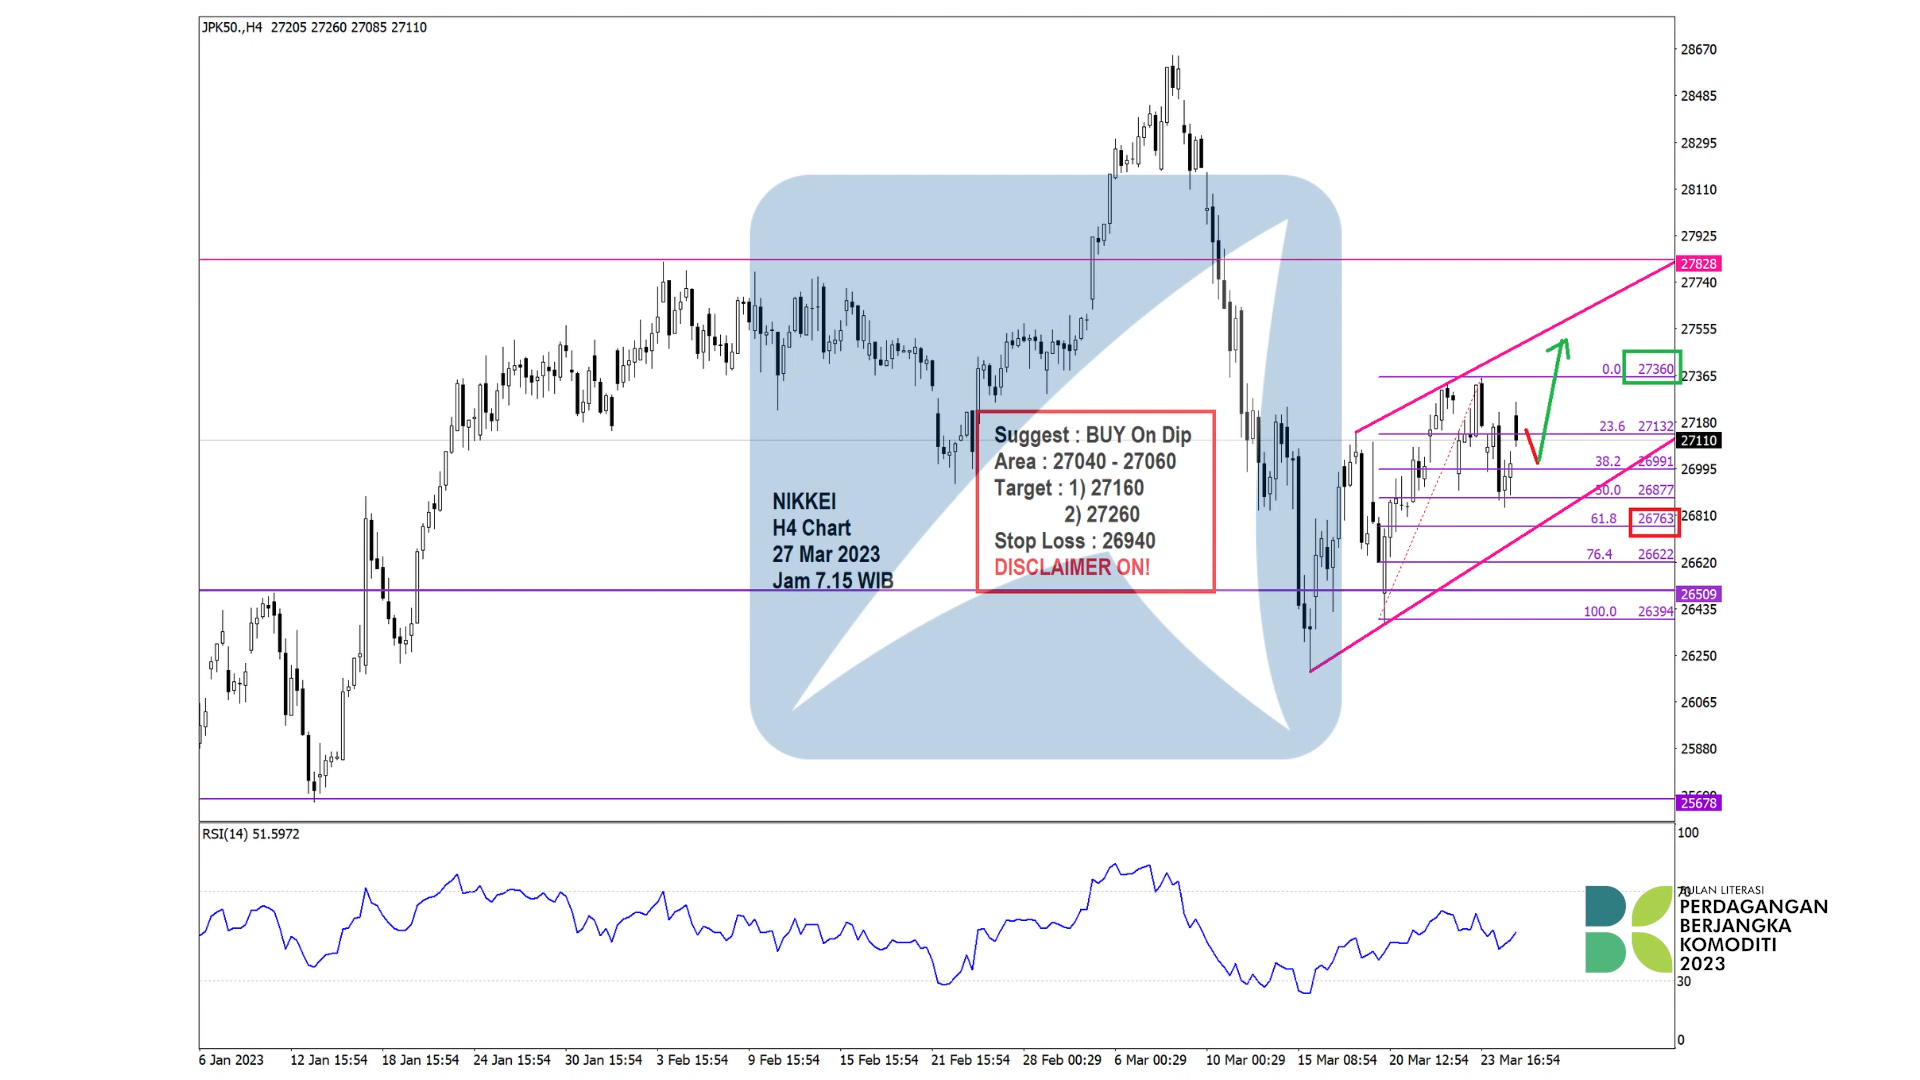 JPK50.,H4 27205 27260 27085 27110
28670
28485
28295
28110
27925
27828
27740
27555
0.0 27360
27365
27180
23.6 27132
27110
38.2 26991
26995
50.0 26877
26810
61.8 26763
76.4 26622
26620
26509
26435
100.0 26394
26250
26065
25880
25678
Suggest : BUY On Dip
Area : 27040 - 27060
Target : 1) 27160
2) 27260
Stop Loss : 26940
DISCLAIMER ON!
NIKKEI
H4 Chart
27 Mar 2023
Jam 7.15 WIB
RSI(14) 51.5972
100
70
30
0
BULAN LITERASI
PERDAGANGAN
BERJANGKA
KOMODITI
2023
6 Jan 2023 12 Jan 15:54 18 Jan 15:54 24 Jan 15:54 30 Jan 15:54 3 Feb 15:54 9 Feb 15:54 15 Feb 15:54 21 Feb 15:54 28 Feb 00:29 6 Mar 00:29 10 Mar 00:29 15 Mar 08:54 20 Mar 12:54 23 Mar 16:54